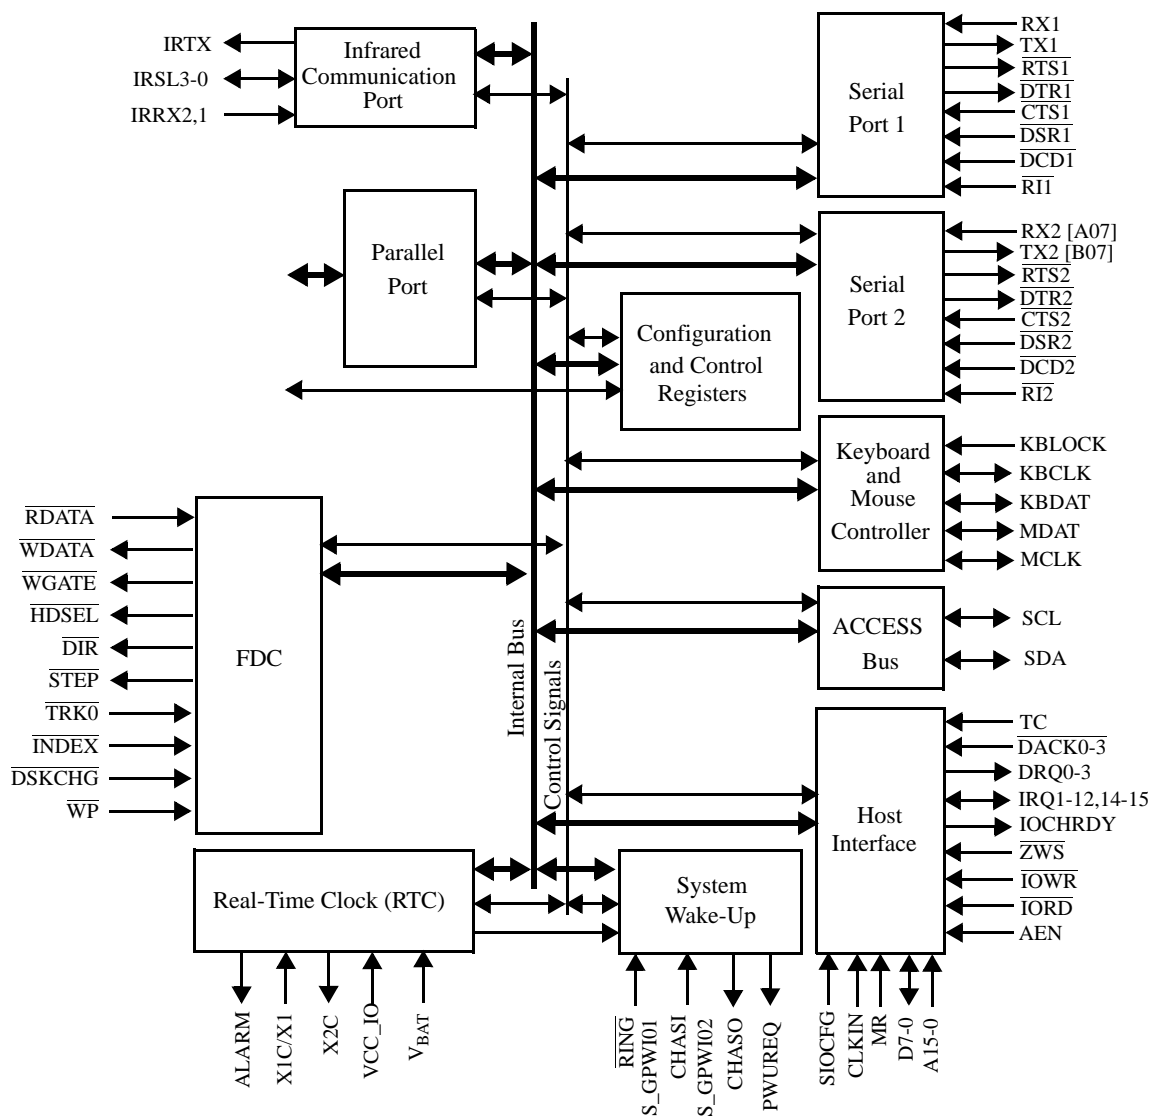 IRTX
IRSL3-0
IRRX2,1
Infrared
Communication
Port
Parallel
Port
Serial
Port 1
RX1
TX1
RTS1
DTR1
CTS1
DSR1
DCD1
RI1
Serial
Port 2
RX2 [A07]
TX2 [B07]
RTS2
DTR2
CTS2
DSR2
DCD2
RI2
Configuration
and Control
Registers
Keyboard
and
Mouse
Controller
KBLOCK
KBCLK
KBDAT
MDAT
MCLK
RDATA
WDATA
WGATE
HDSEL
DIR
STEP
TRK0
INDEX
DSKCHG
WP
FDC
Internal Bus
Control Signals
ACCESS
Bus
SCL
SDA
Host
Interface
TC
DACK0-3
DRQ0-3
IRQ1-12,14-15
IOCHRDY
ZWS
IOWR
IORD
AEN
Real-Time Clock (RTC)
System
Wake-Up
ALARM
X1C/X1
X2C
VCC_IO
VBAT
RING
S_GPWI01
CHASI
S_GPWI02
CHASO
PWUREQ
SIOCFG
CLKIN
MR
D7-0
A15-0